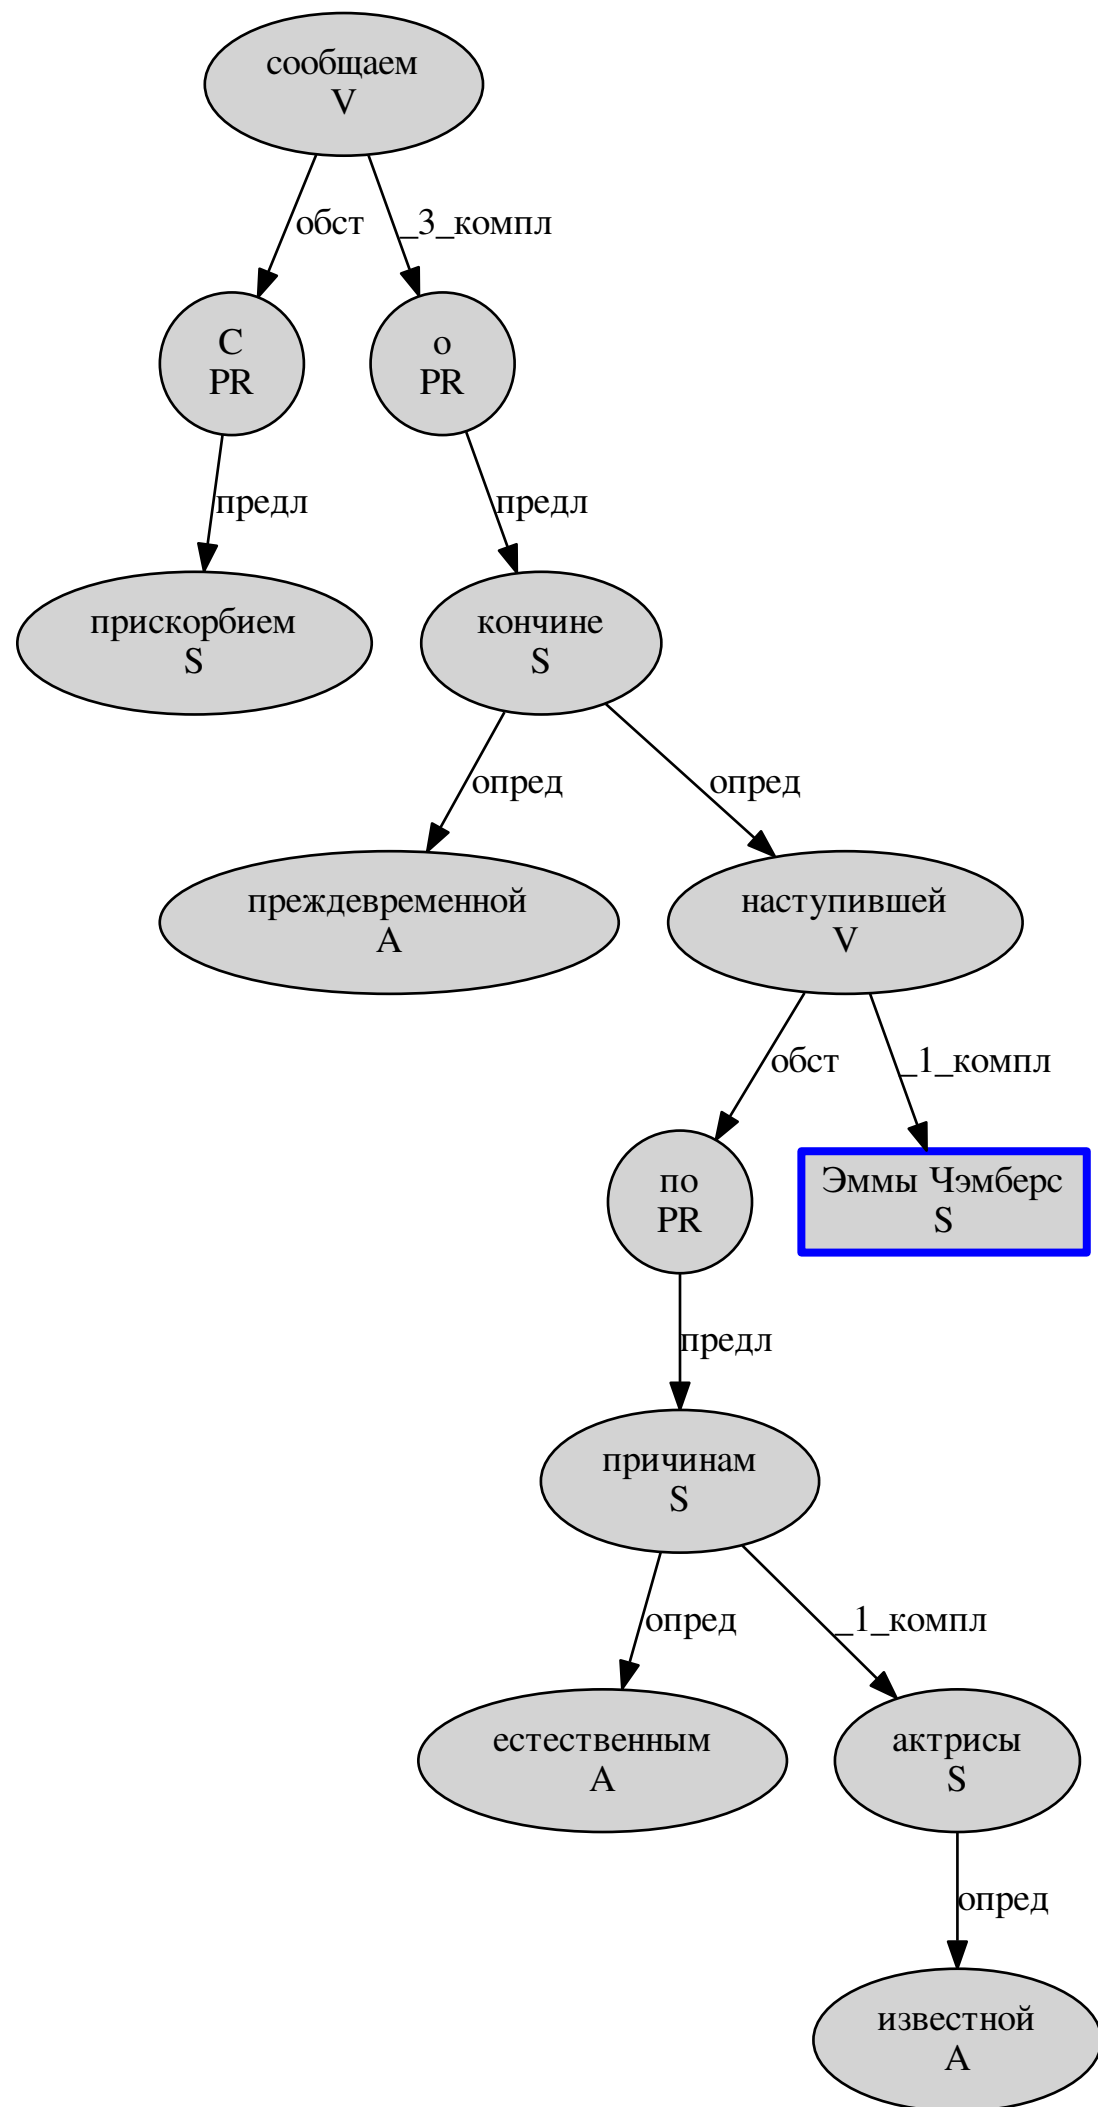 сообщаем
V
обст
_3_компл
С
PR
о
PR
предл
предл
прискорбием
S
кончине
S
опред
опред
преждевременной
A
наступившей
V
обст
_1_компл
по
PR
Эммы Чэмберс
S
предл
причинам
S
опред
_1_компл
естественным
A
актрисы
S
опред
известной
A